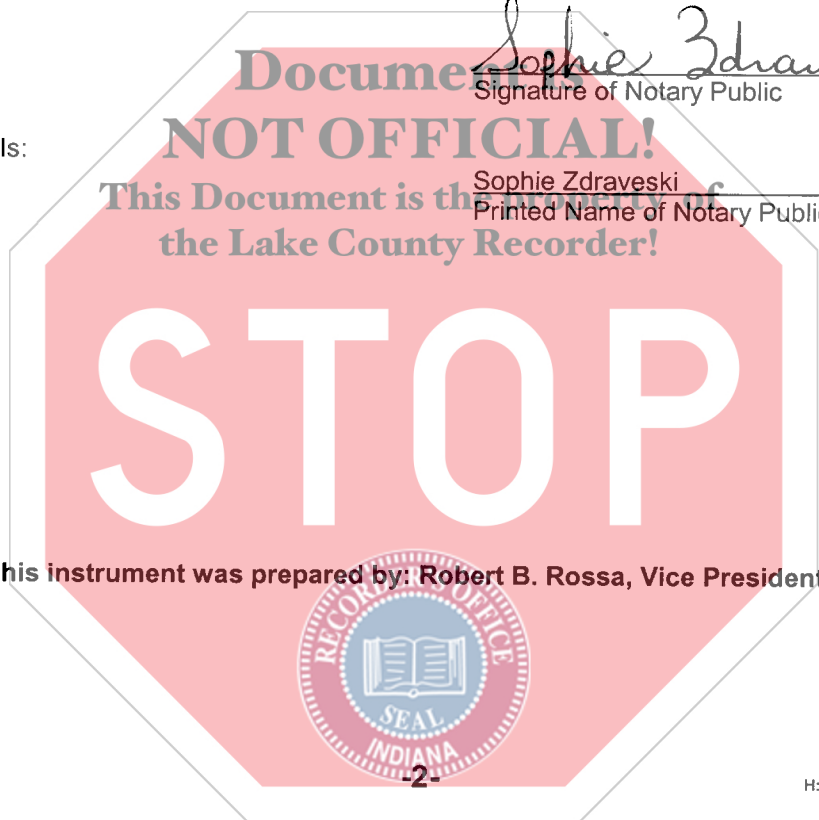 Sophie Zdrav
Document is
Signature of Notary Public
NOT OFFICIAL!
ls:
Sophie Zdraveski
This Document is the property of
Printed Name of Notary Public
the Lake County Recorder!
STOP
his instrument was prepared by: Robert B. Rossa, Vice President
RECORDER'S OFFICE
SEAL
INDIANA
-2-
H: